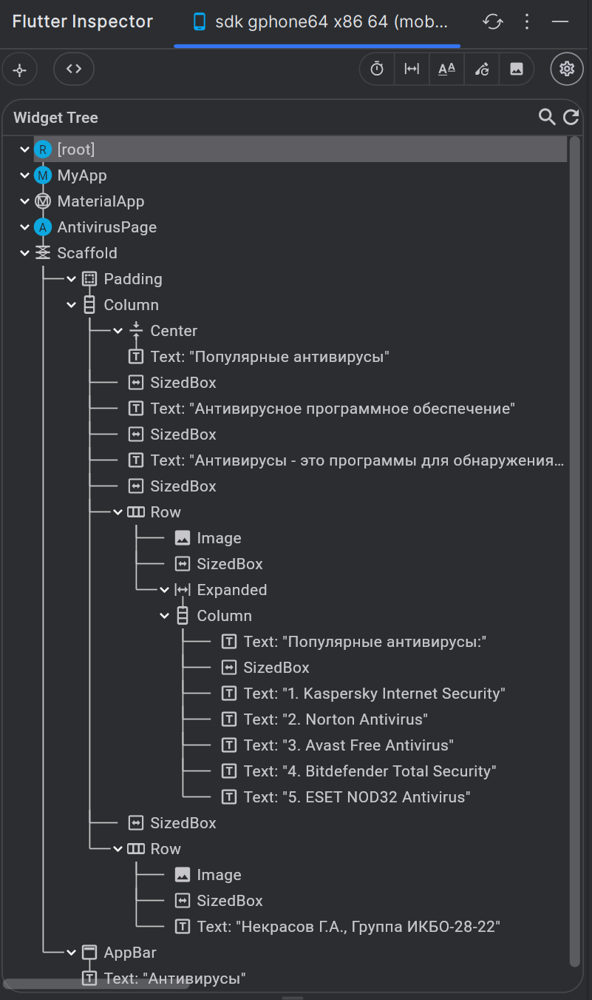 Flutter Inspector sdk gphone64 x86 64 (mob...
Widget Tree
R [root]
M MyApp
MaterialApp
A AntivirusPage
Scaffold
Padding
Column
Center
T Text: "Популярные антивирусы"
SizedBox
T Text: "Антивирусное программное обеспечение"
SizedBox
T Text: "Антивирусы - это программы для обнаружения...
SizedBox
Row
Image
SizedBox
Expanded
Column
T Text: "Популярные антивирусы:"
SizedBox
T Text: "1. Kaspersky Internet Security"
T Text: "2. Norton Antivirus"
T Text: "3. Avast Free Antivirus"
T Text: "4. Bitdefender Total Security"
T Text: "5. ESET NOD32 Antivirus"
SizedBox
Row
Image
SizedBox
T Text: "Некрасов Г.А., Группа ИКБО-28-22"
AppBar
T Text: "Антивирусы"